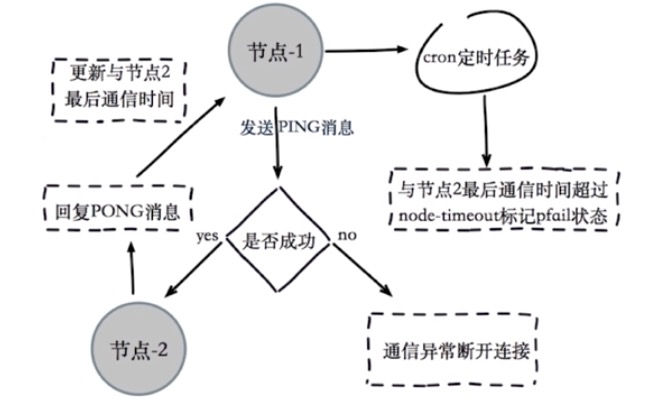 节点-1
cron定时任务
更新与节点2
最后通信时间
发送PING消息
与节点2最后通信时间超过
node-timeout标记pfail状态
回复PONG消息
yes
是否成功
no
节点-2
通信异常断开连接